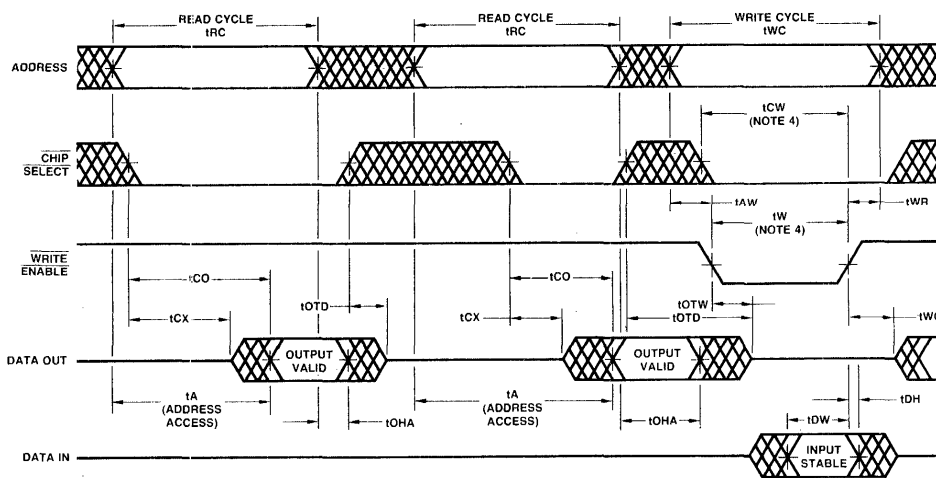 READ CYCLE
tRC
READ CYCLE
tRC
WRITE CYCLE
tWC
ADDRESS
tCW
(NOTE 4)
CHIP
SELECT
tAW
tWR
tW
(NOTE 4)
WRITE
ENABLE
tCO
tCO
tOTD
tOTW
tCX
tCX
tOTD
DATA OUT
OUTPUT
VALID
OUTPUT
VALID
tA
(ADDRESS
ACCESS)
tOHA
tA
(ADDRESS
ACCESS)
tOHA
tDH
tDW
DATA IN
INPUT
STABLE